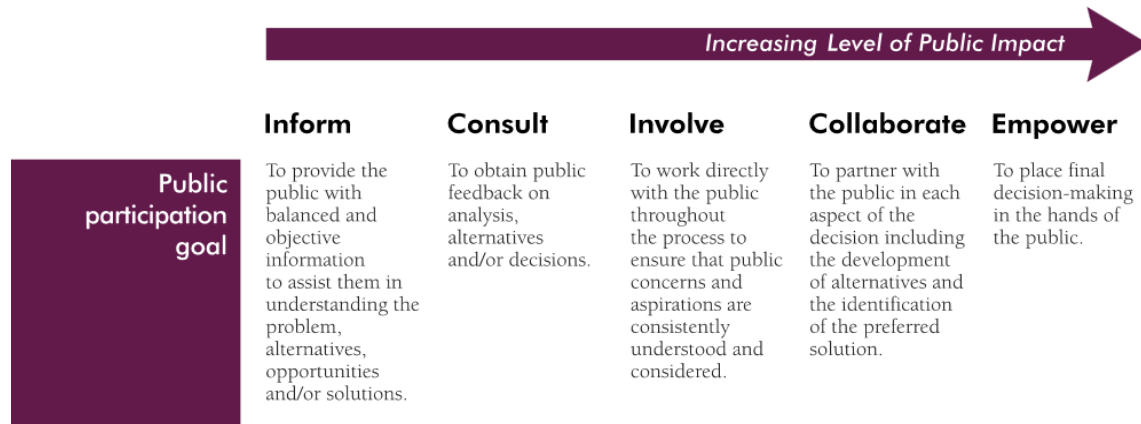 Increasing Level of Public Impact
Inform
Consult
Involve
Collaborate
Empower
Public
participation
goal
To provide the
public with
balanced and
objective
information
to assist them in
understanding the
problem,
alternatives,
opportunities
and/or solutions.
To obtain public
feedback on
analysis,
alternatives
and/or decisions.
To work directly
with the public
throughout
the process to
ensure that public
concerns and
aspirations are
consistently
understood and
considered.
To partner with
the public in each
aspect of the
decision including
the development
of alternatives and
the identification
of the preferred
solution.
To place final
decision-making
in the hands of
the public.